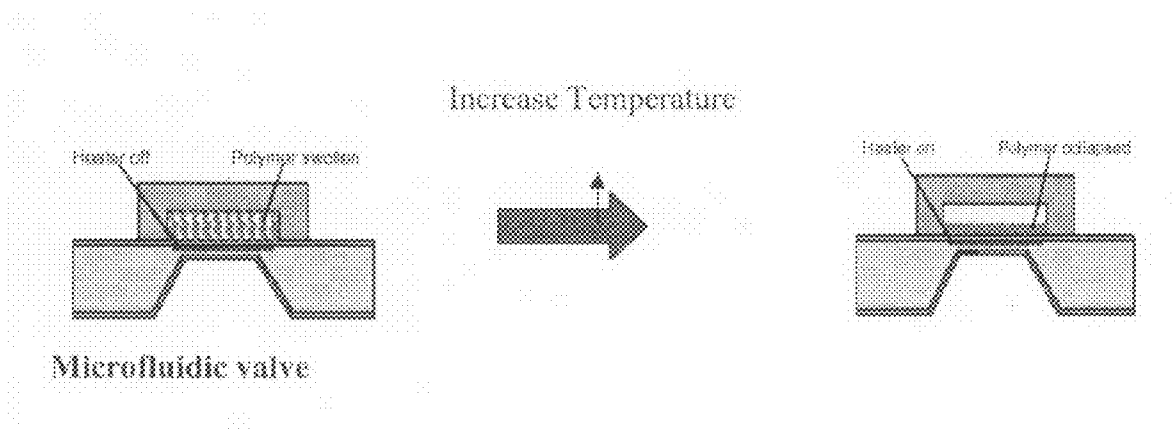 Increase Temperature
Heater off
Polymer swollen
Heater on
Polymer collapsed
Microfluidic valve